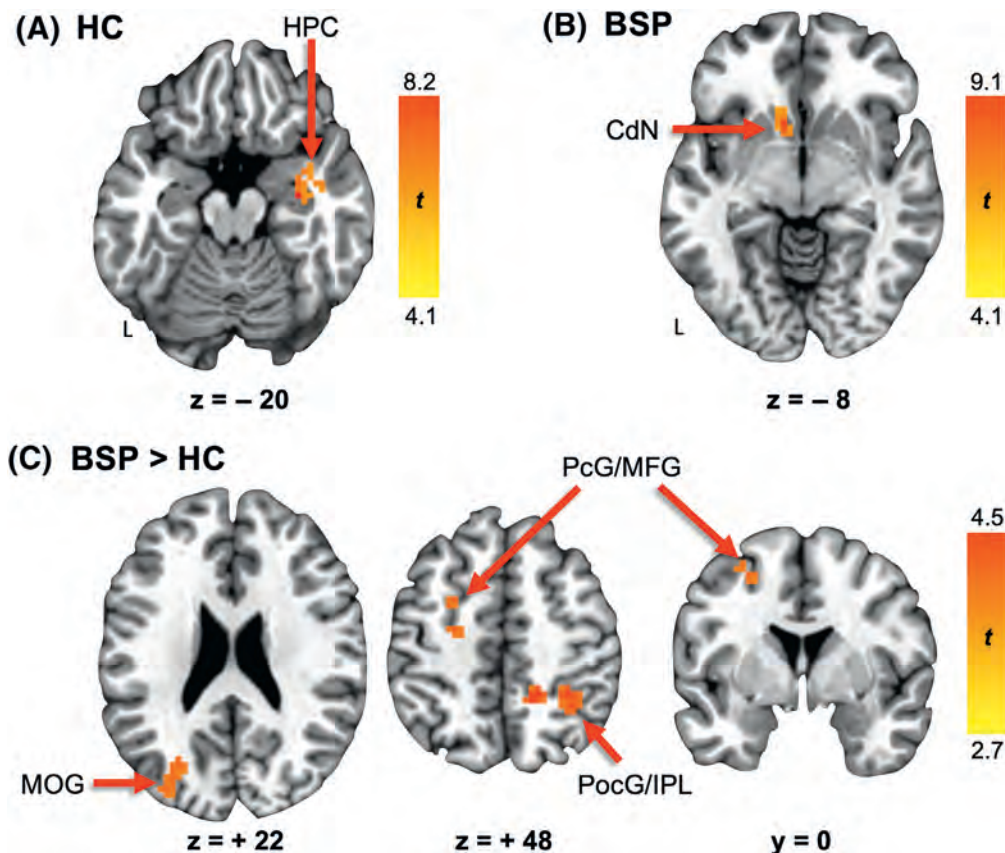 (A) HC
HPC
8.2
t
4.1
L
z = – 20
(B) BSP
CdN
9.1
t
4.1
L
z = – 8
(C) BSP > HC
PcG/MFG
4.5
t
2.7
MOG
PocG/IPL
z = + 22
z = + 48
y = 0